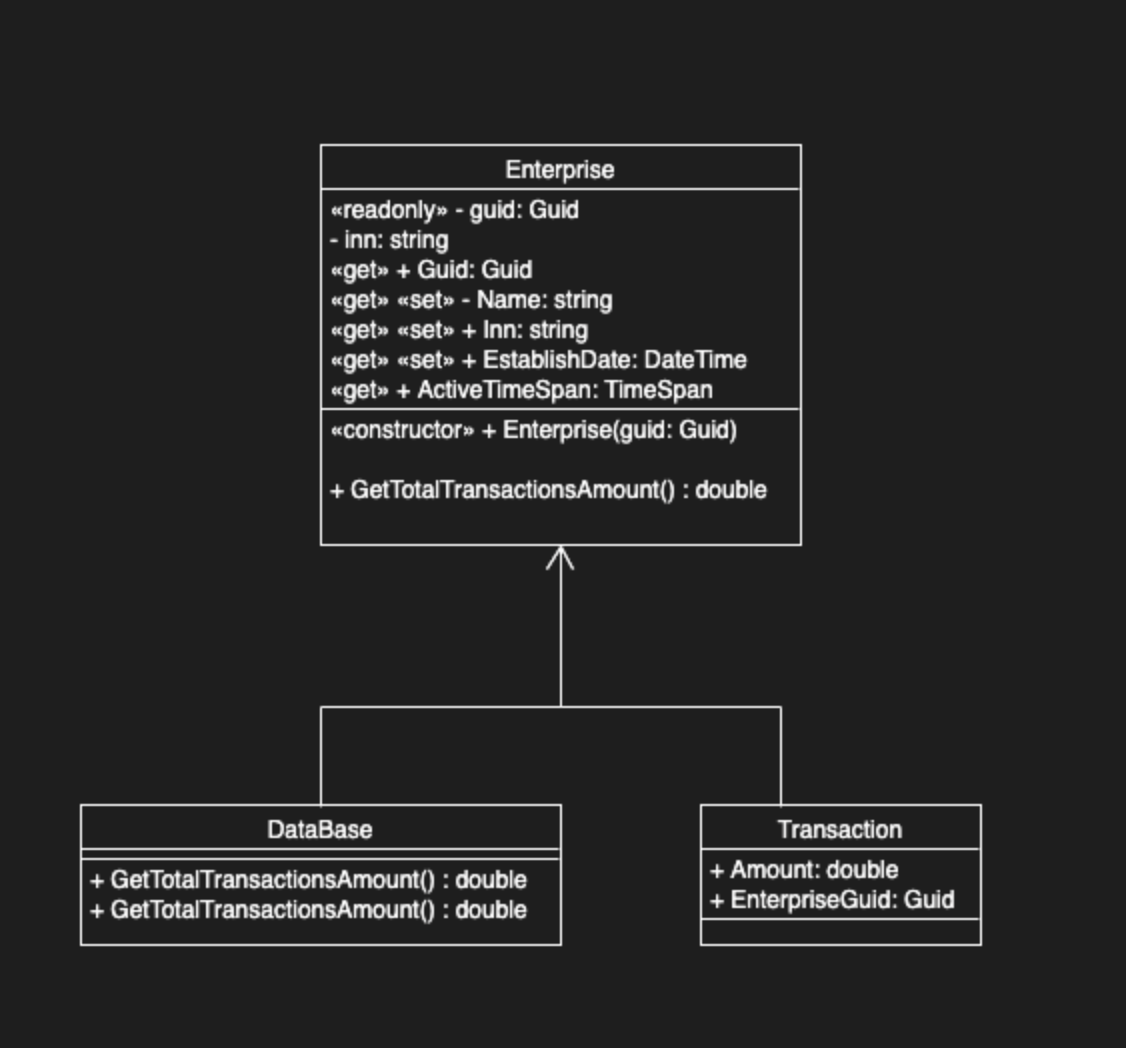 Enterprise
«readonly» - guid: Guid
- inn: string
«get» + Guid: Guid
«get» «set» - Name: string
«get» «set» + Inn: string
«get» «set» + EstablishDate: DateTime
«get» + ActiveTimeSpan: TimeSpan
«constructor» + Enterprise(guid: Guid)
+ GetTotalTransactionsAmount() : double
DataBase
+ GetTotalTransactionsAmount() : double
+ GetTotalTransactionsAmount() : double
Transaction
+ Amount: double
+ EnterpriseGuid: Guid